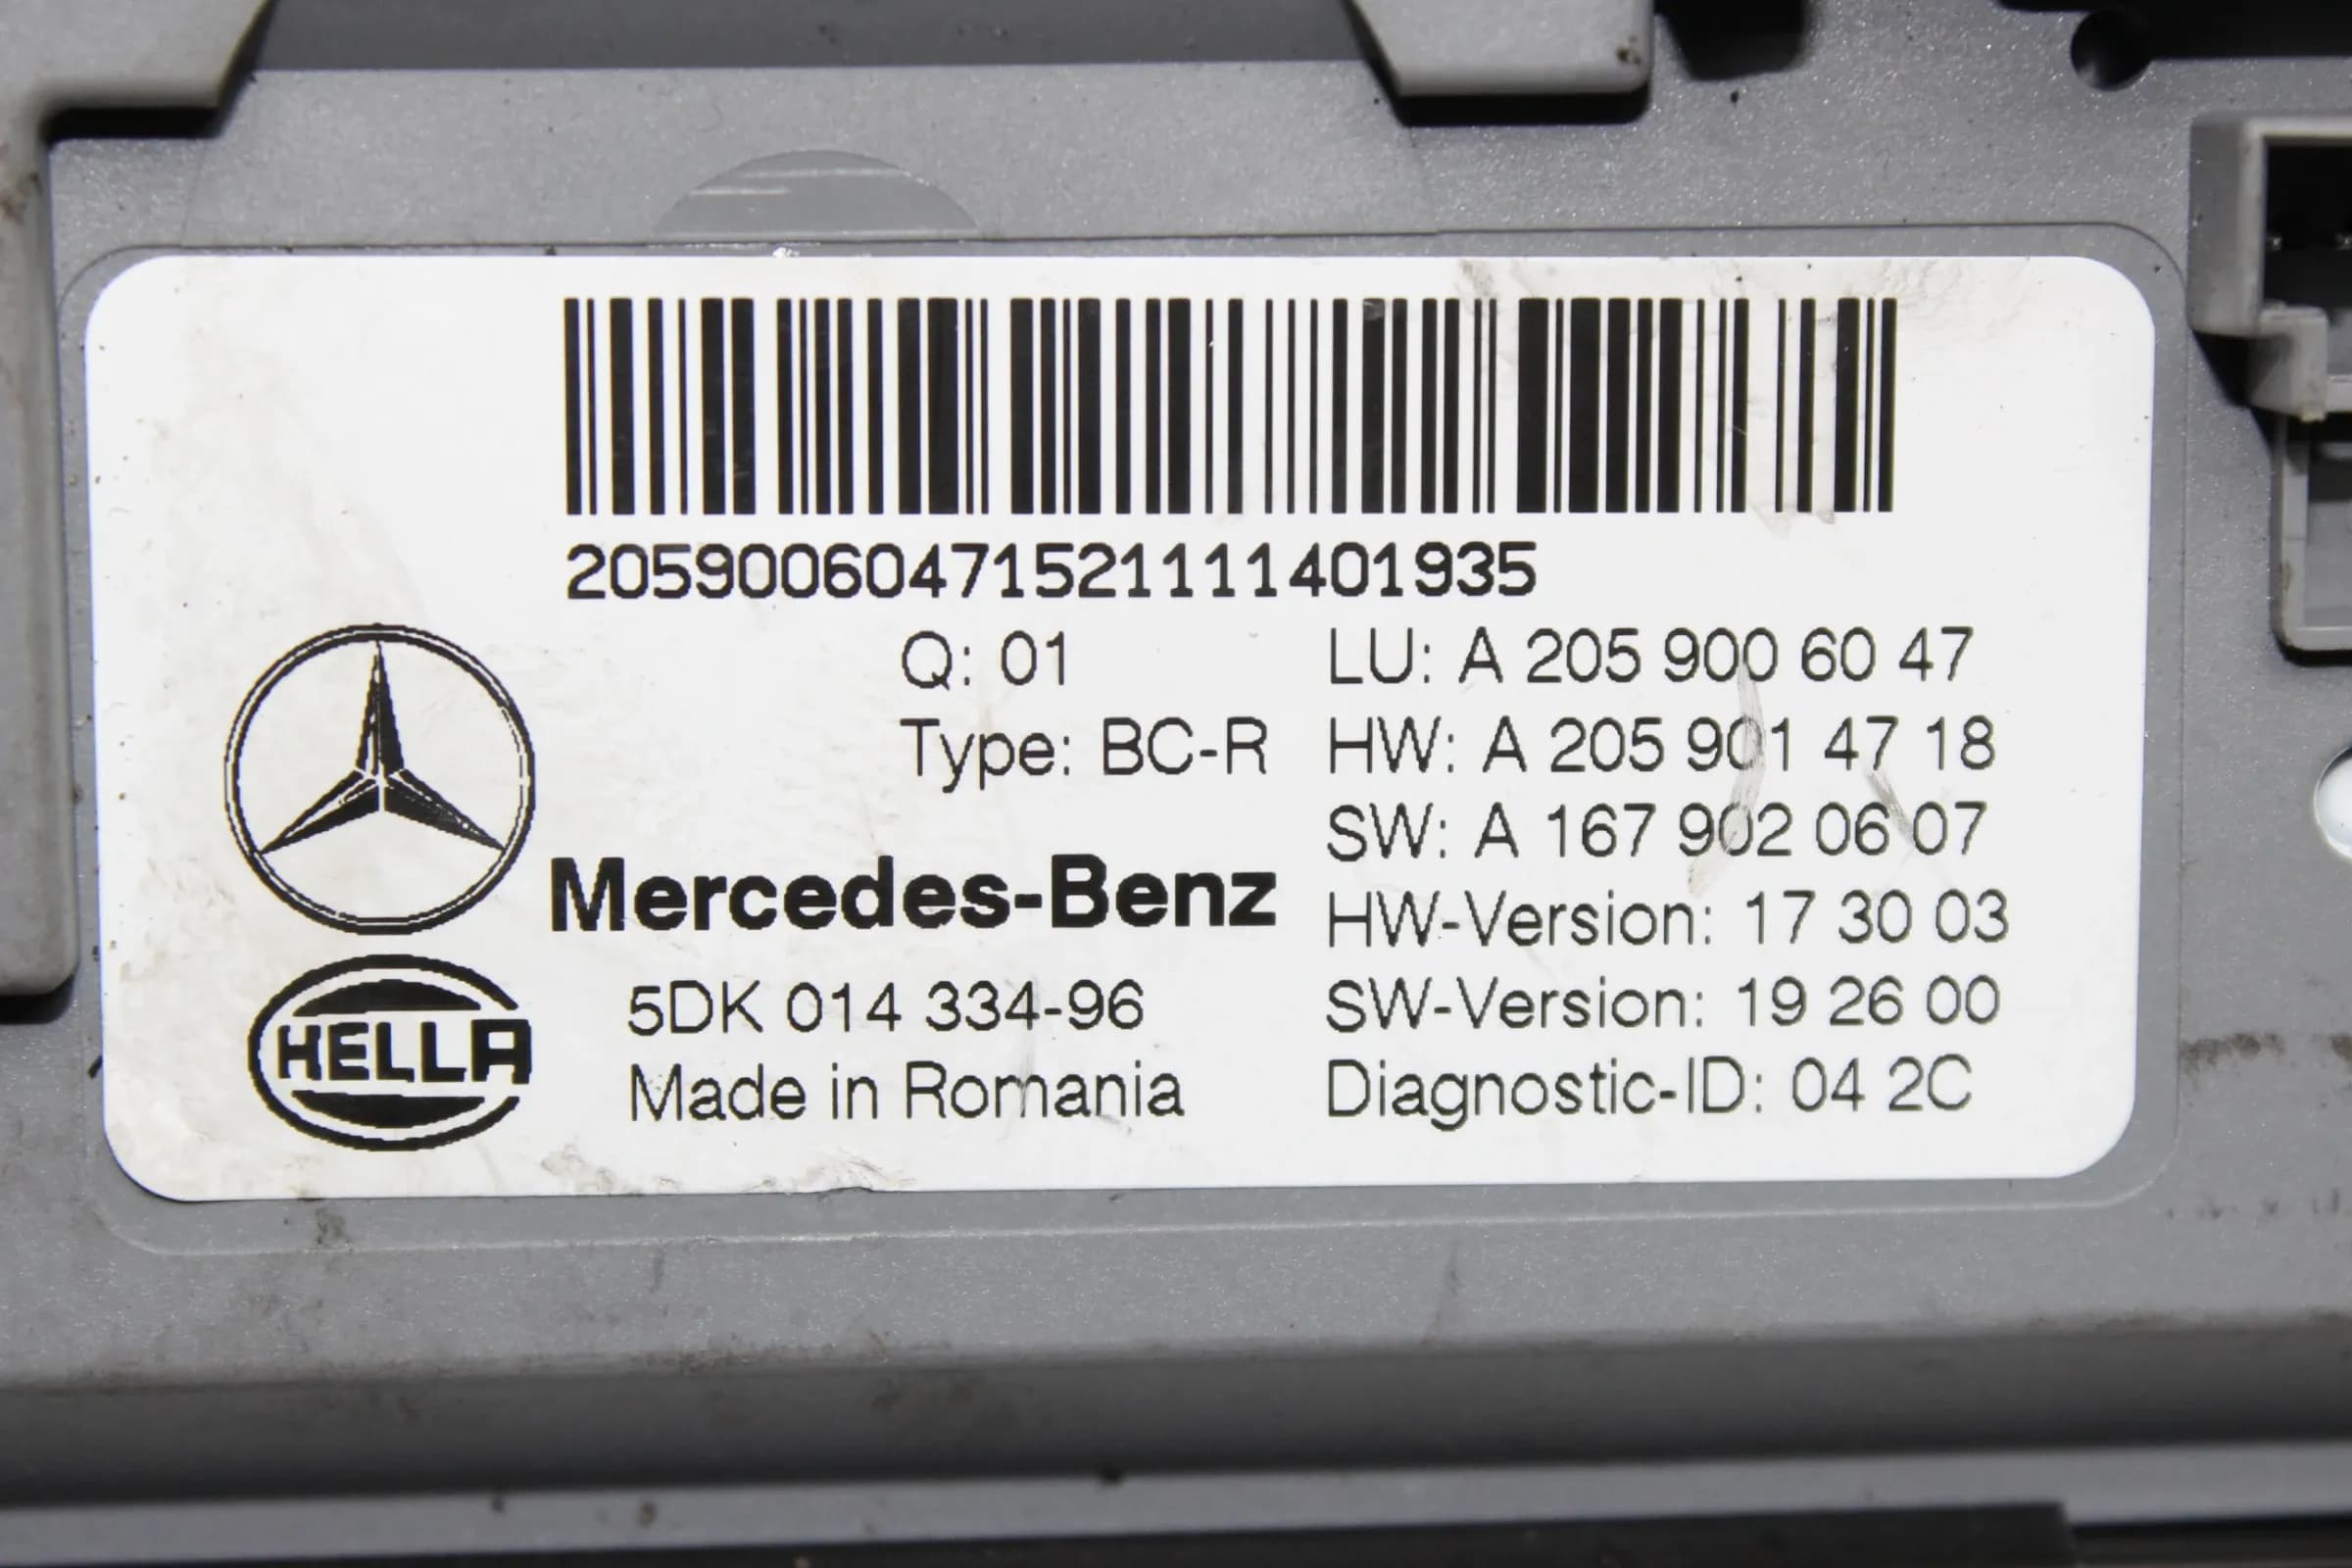 2059006047152111140‌1935
Q: 01
LU: A 205 900 60 47
Type: BC-R
HW: A 205 901 47 18
SW: A 167 902 06 07
Mercedes-Benz
HW-Version: 17 30 03
HELLA
5DK 014 334-96
SW-Version: 19 26 00
Made in Romania
Diagnostic-ID: 04 2C